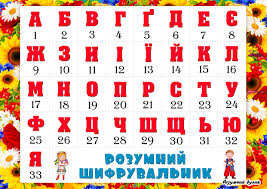 А Б В Г Ґ Д Е Є
1 2 3 4 5 6 7 8
Ж З И І Ї Й К Л
9 10 11 12 13 14 15 16
М Н О П Р С Т У
17 18 19 20 21 22 23 24
Ф Х Ц Ч Ш Щ Ь Ю
25 26 27 28 29 30 31 32
Я
33
РОЗУМНИЙ
ШИФРУВАЛЬНИК